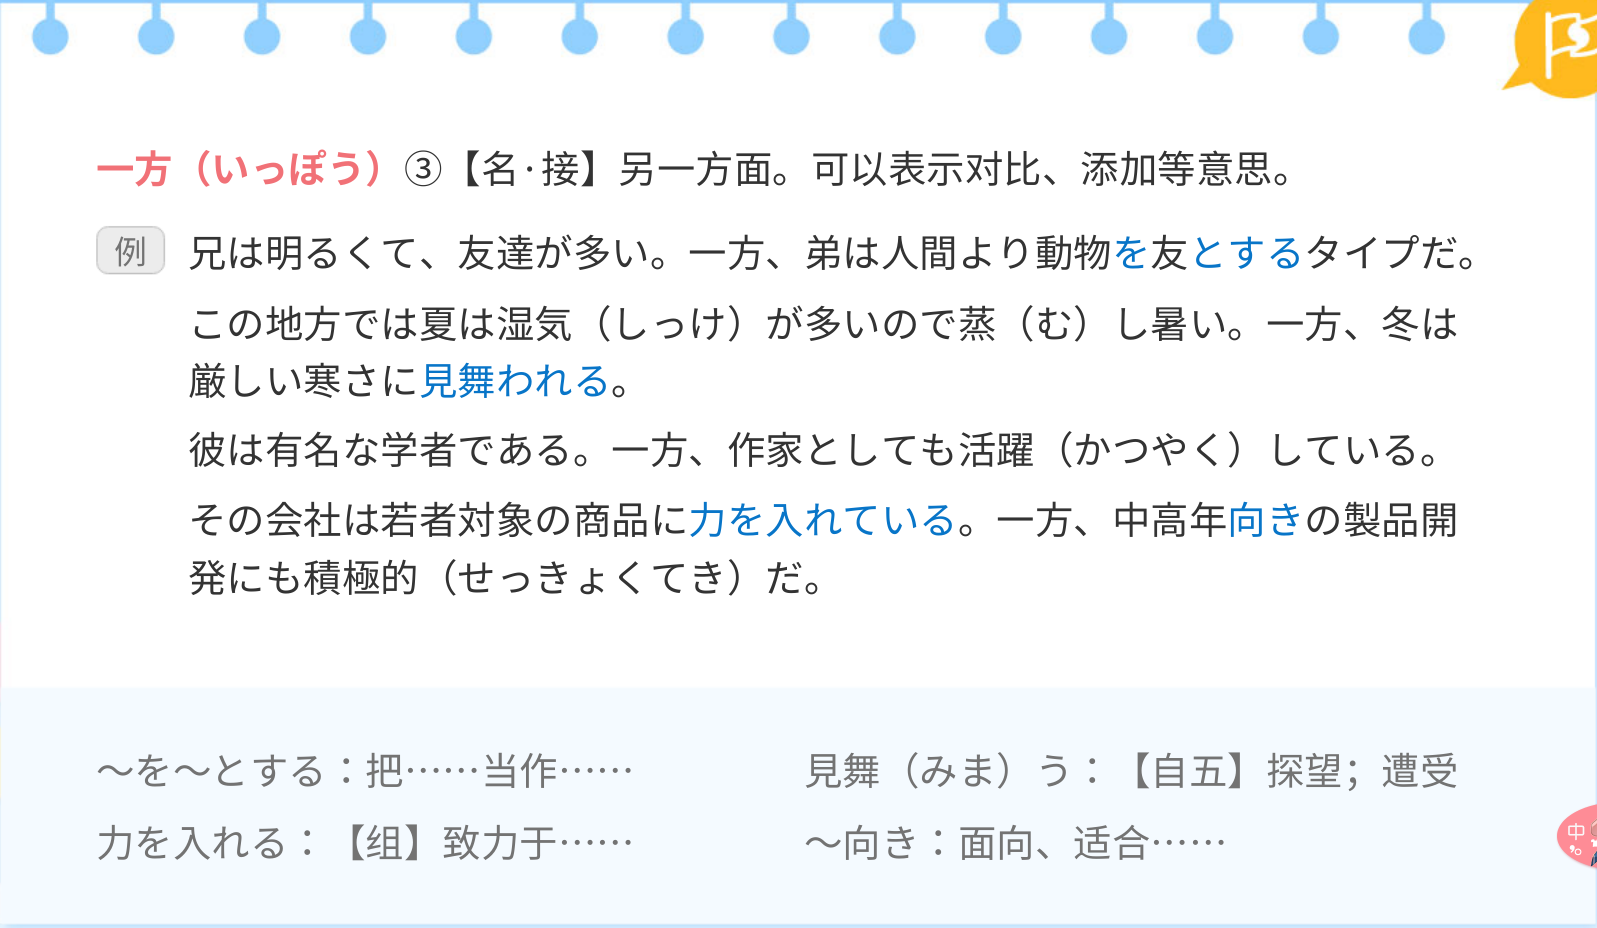 一方（いっぽう）③【名·接】另一方面。可以表示对比、添加等意思。
例 兄は明るくて、友達が多い。一方、弟は人間より動物を友とするタイプだ。
この地方では夏は湿気（しっけ）が多いので蒸（む）し暑い。一方、冬は
厳しい寒さに見舞われる。
彼は有名な学者である。一方、作家としても活躍（かつやく）している。
その会社は若者対象の商品に力を入れている。一方、中高年向きの製品開
発にも積極的（せっきょくてき）だ。
～を～とする：把……当作……
見舞（みま）う：【自五】探望；遭受
力を入れる：【组】致力于……
～向き：面向、适合……
中